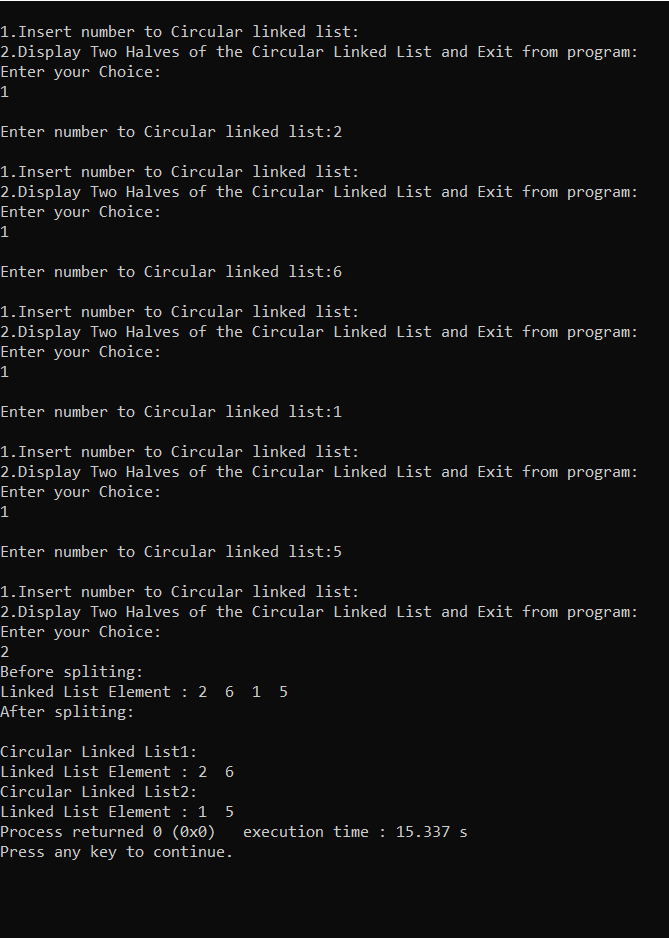 1.Insert number to Circular linked list:
2.Display Two Halves of the Circular Linked List and Exit from program:
Enter your Choice:
1
Enter number to Circular linked list:2
1.Insert number to Circular linked list:
2.Display Two Halves of the Circular Linked List and Exit from program:
Enter your Choice:
1
Enter number to Circular linked list:6
1.Insert number to Circular linked list:
2.Display Two Halves of the Circular Linked List and Exit from program:
Enter your Choice:
1
Enter number to Circular linked list:1
1.Insert number to Circular linked list:
2.Display Two Halves of the Circular Linked List and Exit from program:
Enter your Choice:
1
Enter number to Circular linked list:5
1.Insert number to Circular linked list:
2.Display Two Halves of the Circular Linked List and Exit from program:
Enter your Choice:
2
Before spliting:
Linked List Element : 2  6  1  5
After spliting:
Circular Linked List1:
Linked List Element : 2  6
Circular Linked List2:
Linked List Element : 1  5
Process returned 0 (0x0)   execution time : 15.337 s
Press any key to continue.